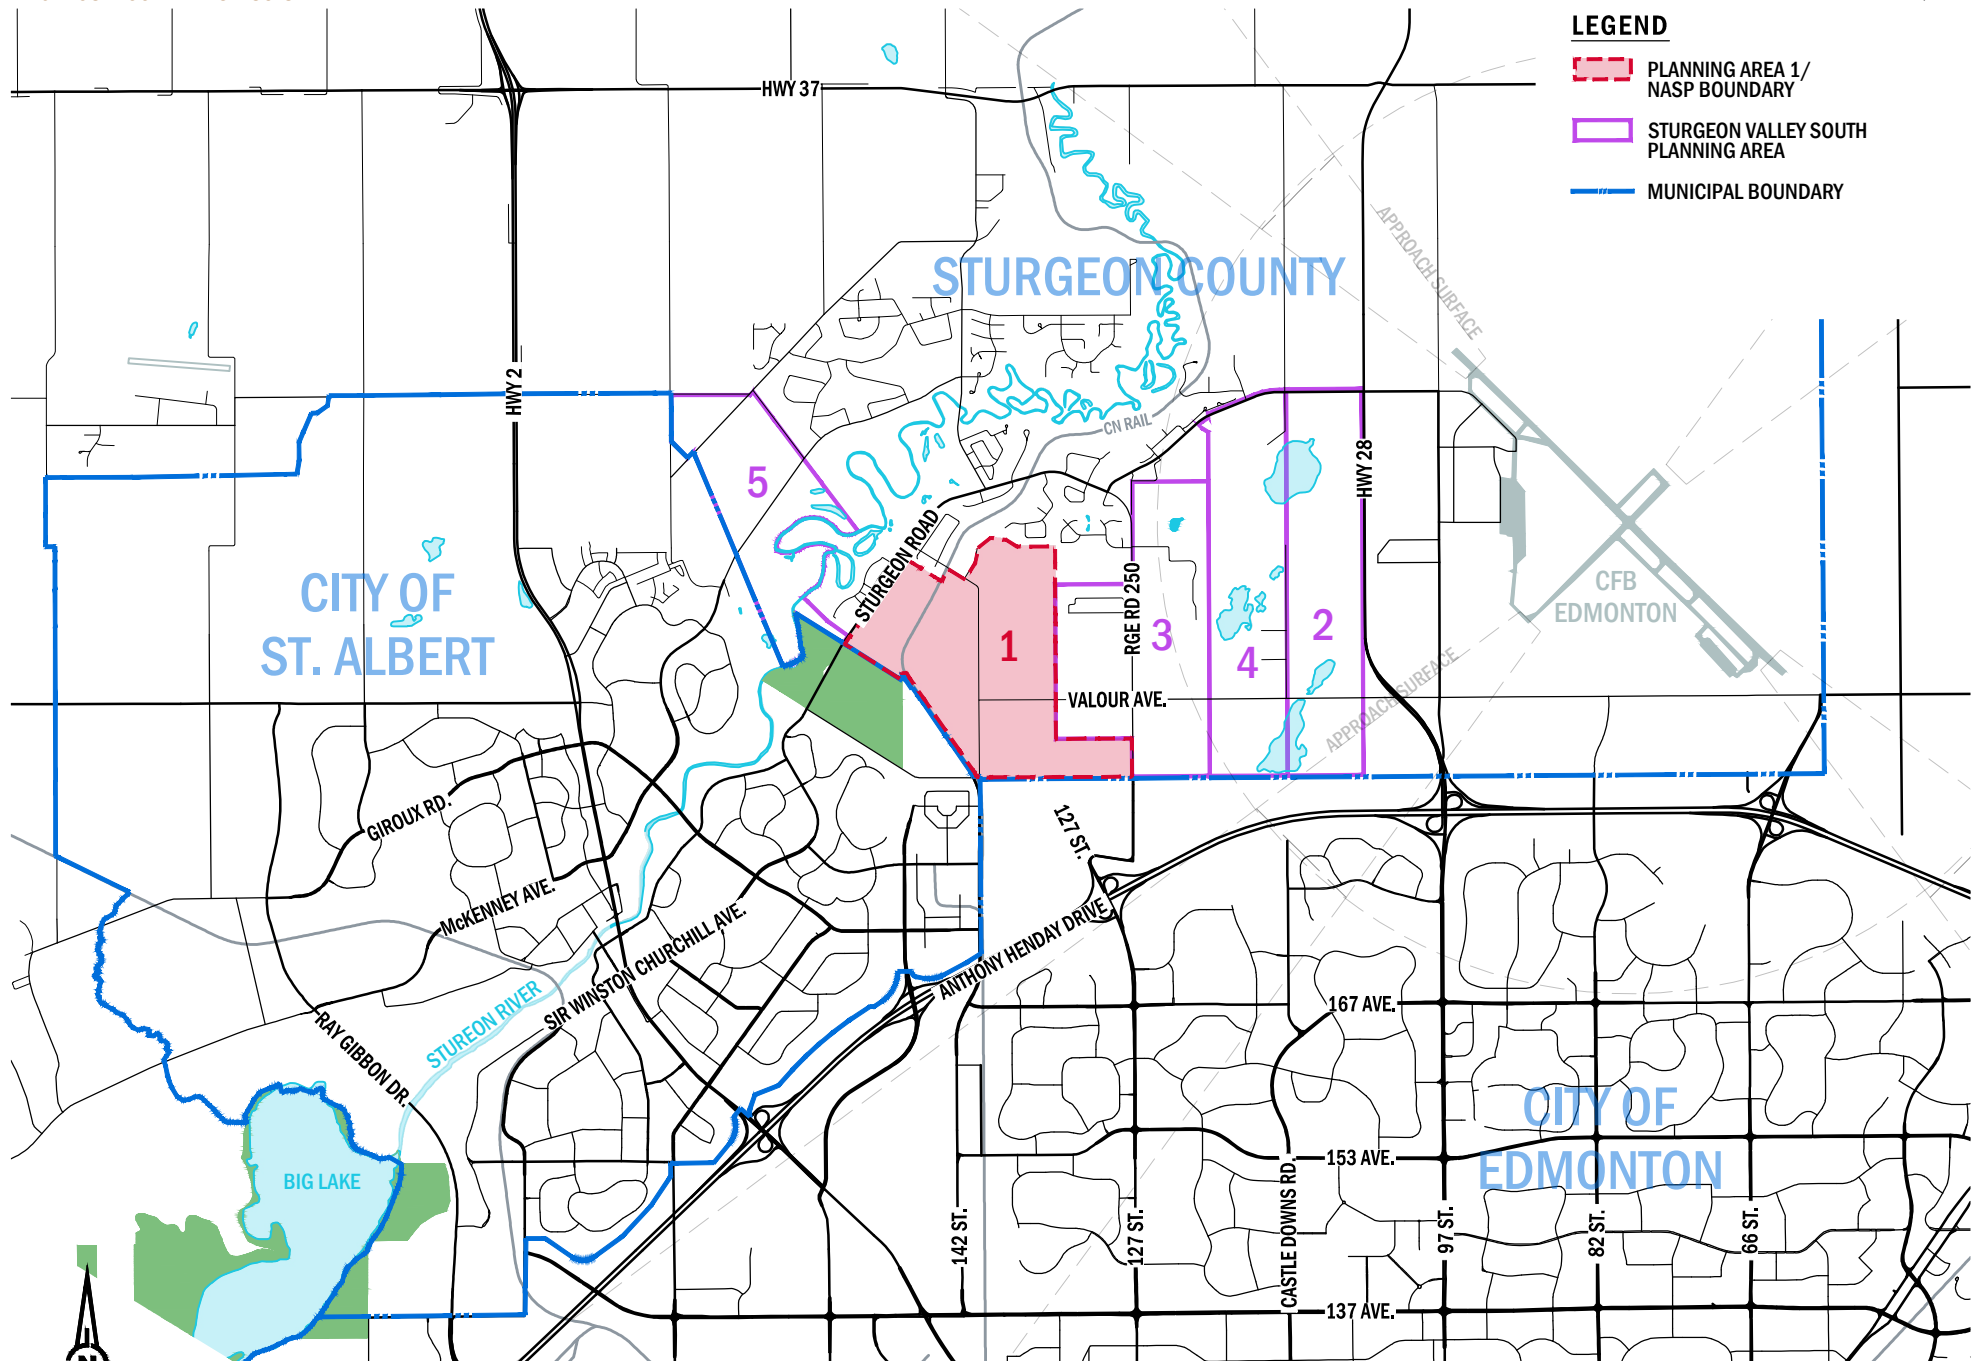 LEGEND
PLANNING AREA 1/
NASP BOUNDARY
STURGEON VALLEY SOUTH
PLANNING AREA
MUNICIPAL BOUNDARY
HWY 37
STURGEON COUNTY
APPROACH SURFACE
HWY 2
CN RAIL
HWY 28
5
STURGEON ROAD
CITY OF
ST. ALBERT
RGE RD 250
CFB
EDMONTON
1
3
4
2
VALOUR AVE.
APPROACH SURFACE
GIROUX RD.
127 ST.
McKENNEY AVE.
SIR WINSTON CHURCHILL AVE.
ANTHONY HENDAY DRIVE
STUREON RIVER
RAY GIBBON DR.
167 AVE.
CITY OF
EDMONTON
BIG LAKE
153 AVE.
142 ST.
127 ST.
CASTLE DOWNS RD.
97 ST.
82 ST.
66 ST.
137 AVE.